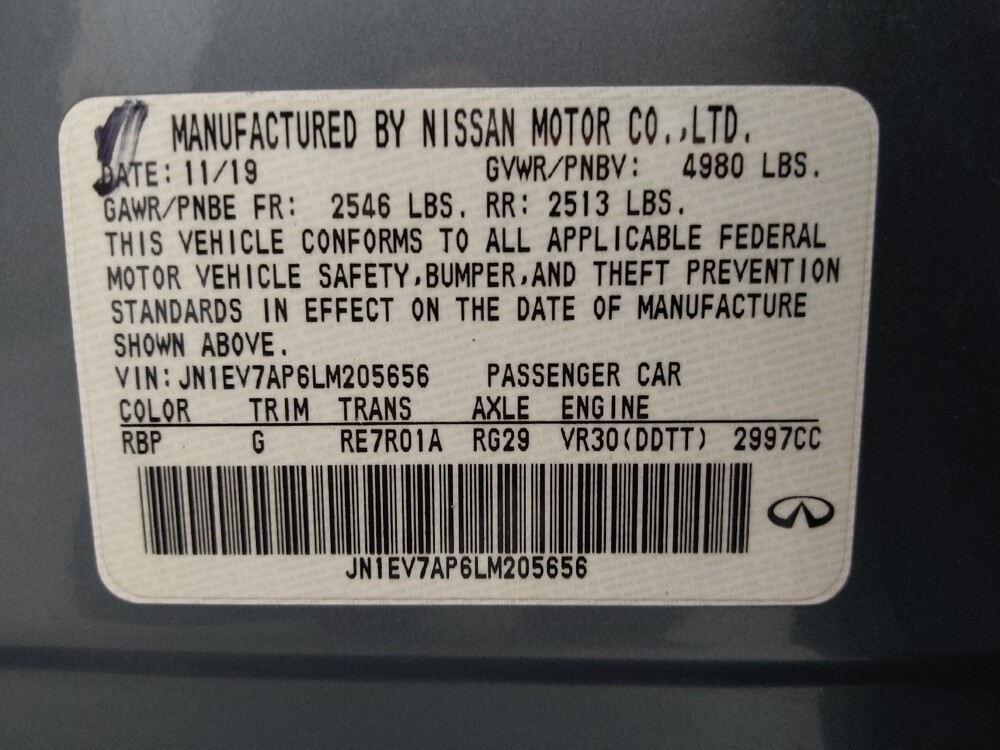 MANUFACTURED BY NISSAN MOTOR CO.,LTD.
DATE: 11/19 GVWR/PNBV: 4980 LBS.
GAWR/PNBE FR: 2546 LBS. RR: 2513 LBS.
THIS VEHICLE CONFORMS TO ALL APPLICABLE FEDERAL
MOTOR VEHICLE SAFETY,BUMPER,AND THEFT PREVENTION
STANDARDS IN EFFECT ON THE DATE OF MANUFACTURE
SHOWN ABOVE.
VIN: JN1EV7AP6LM205656 PASSENGER CAR
COLOR TRIM TRANS AXLE ENGINE
RBP G RE7R01A RG29 VR30(DDTT) 2997CC
JN1EV7AP6LM205656